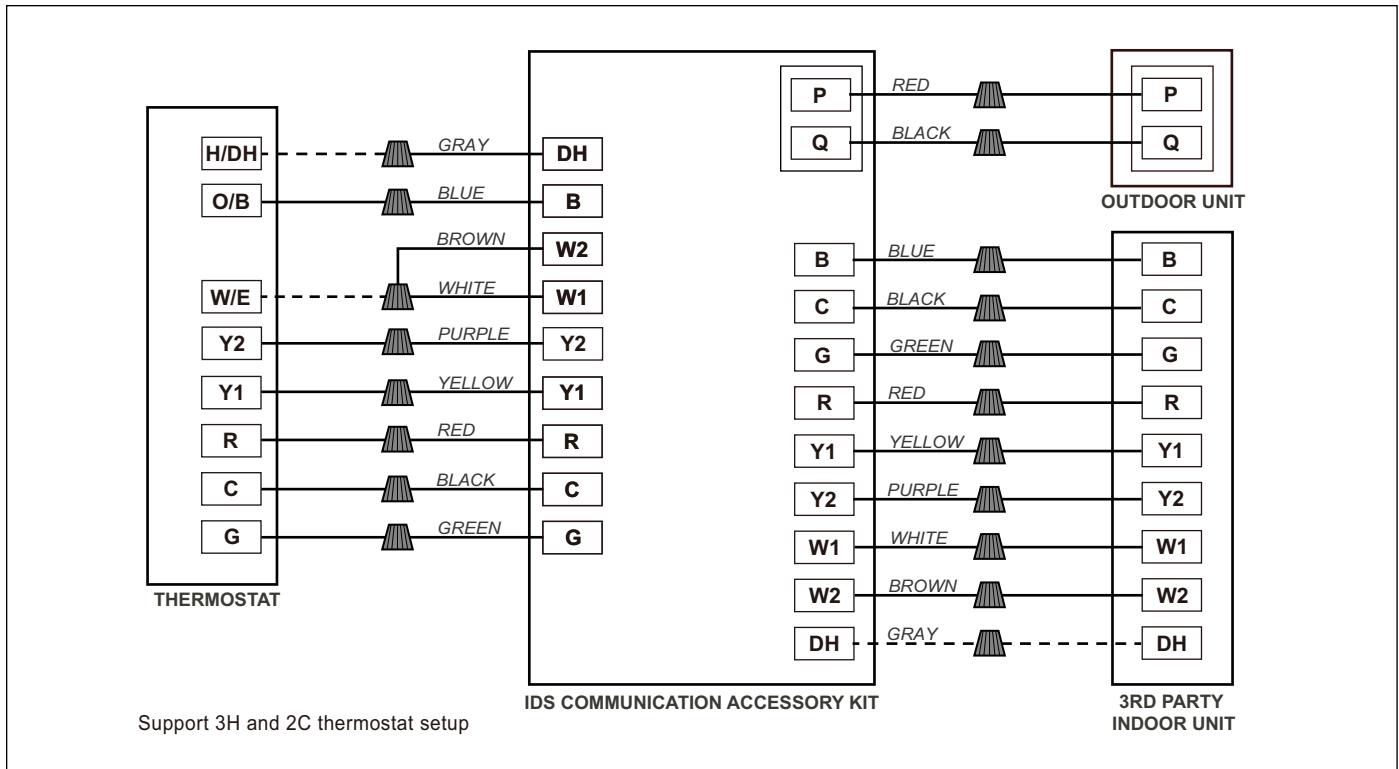 P RED P
Q BLACK Q
OUTDOOR UNIT
H/DH GRAY DH
O/B BLUE B
BROWN W2
W/E WHITE W1
Y2 PURPLE Y2
Y1 YELLOW Y1
R RED R
C BLACK C
G GREEN G
THERMOSTAT
B BLUE B
C BLACK C
G GREEN G
R RED R
Y1 YELLOW Y1
Y2 PURPLE Y2
W1 WHITE W1
W2 BROWN W2
DH GRAY DH
IDS COMMUNICATION ACCESSORY KIT
3RD PARTY
INDOOR UNIT
Support 3H and 2C thermostat setup